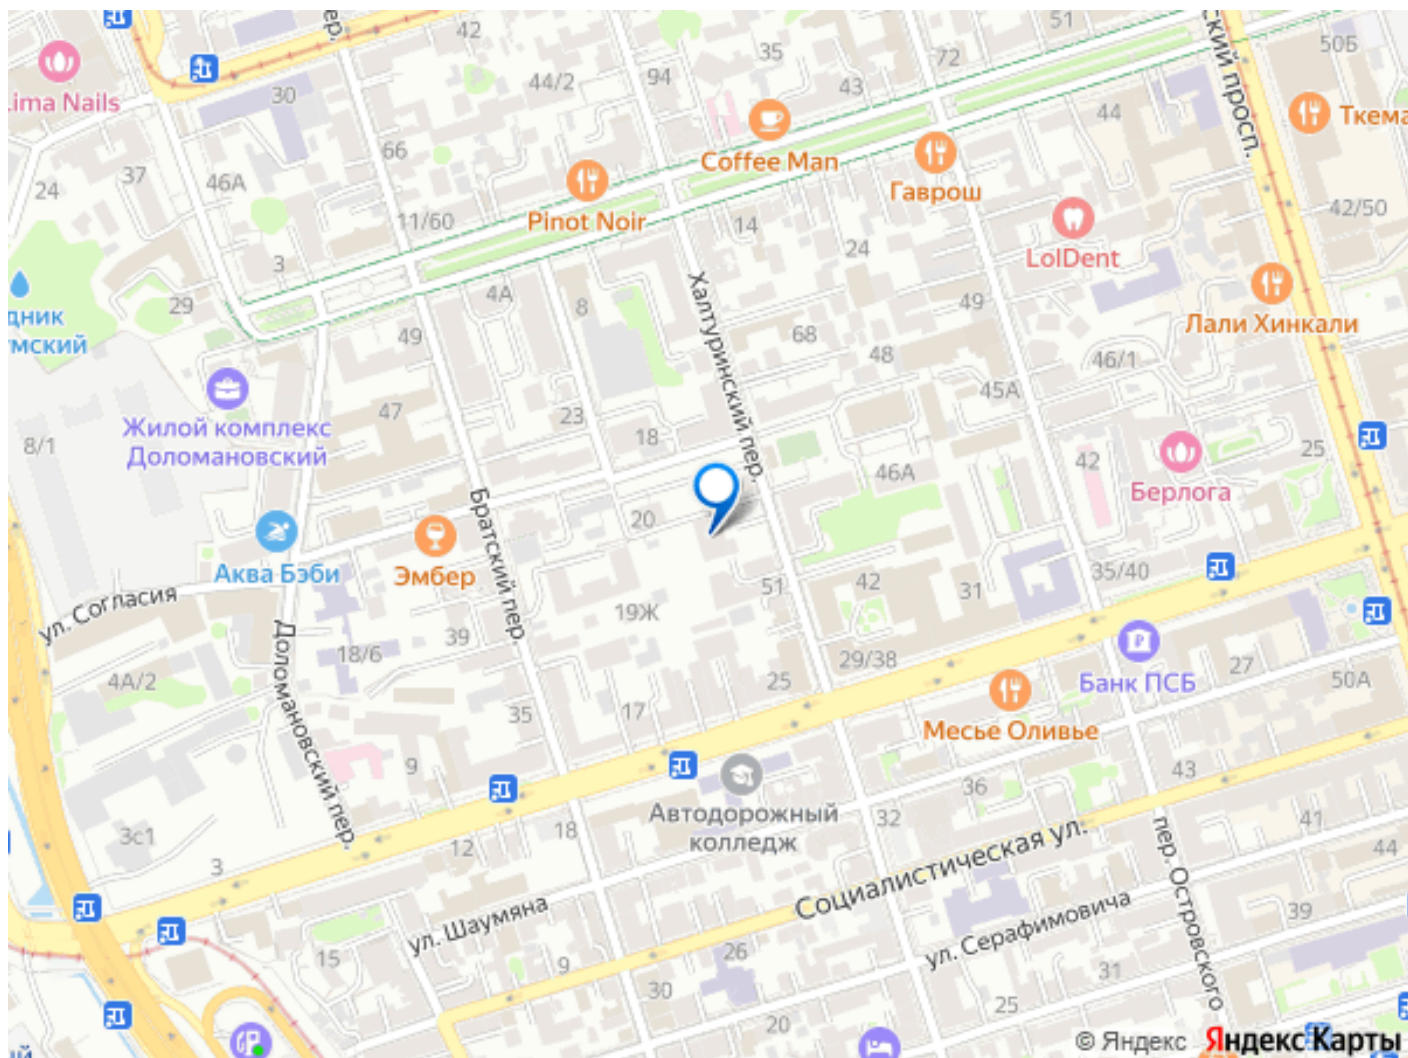 42
35
51
50Б
44/2
94
72
43
30
Lima Nails
Ткема
44
Coffee Man
ский просп.
66
37
24
46А
Гаврош
42/50
11/60
Pinot Noir
14
24
LolDent
3
29
4А
8
49
дник
мский
49
68
Лали Хинкали
Халтуринский пер.
48
46/1
45А
Жилой комплекс
Доломановский
47
23
18
8/1
25
46А
42
Берлога
20
Братский пер.
Аква Бэби
Эмбер
ул. Согласия
51
42
31
35/40
19Ж
39
18/6
Доломановский пер.
4А/2
29/38
25
27
Банк ПСБ
50А
35
17
Месье Оливье
9
43
36
Автодорожный
колледж
32
41
3с1
18
12
3
Социалистическая ул.
пер. Островского
44
ул. Шаумяна
39
ул. Серафимовича
15
9
26
31
30
25
20
© Яндекс
Яндекс Карты
ый